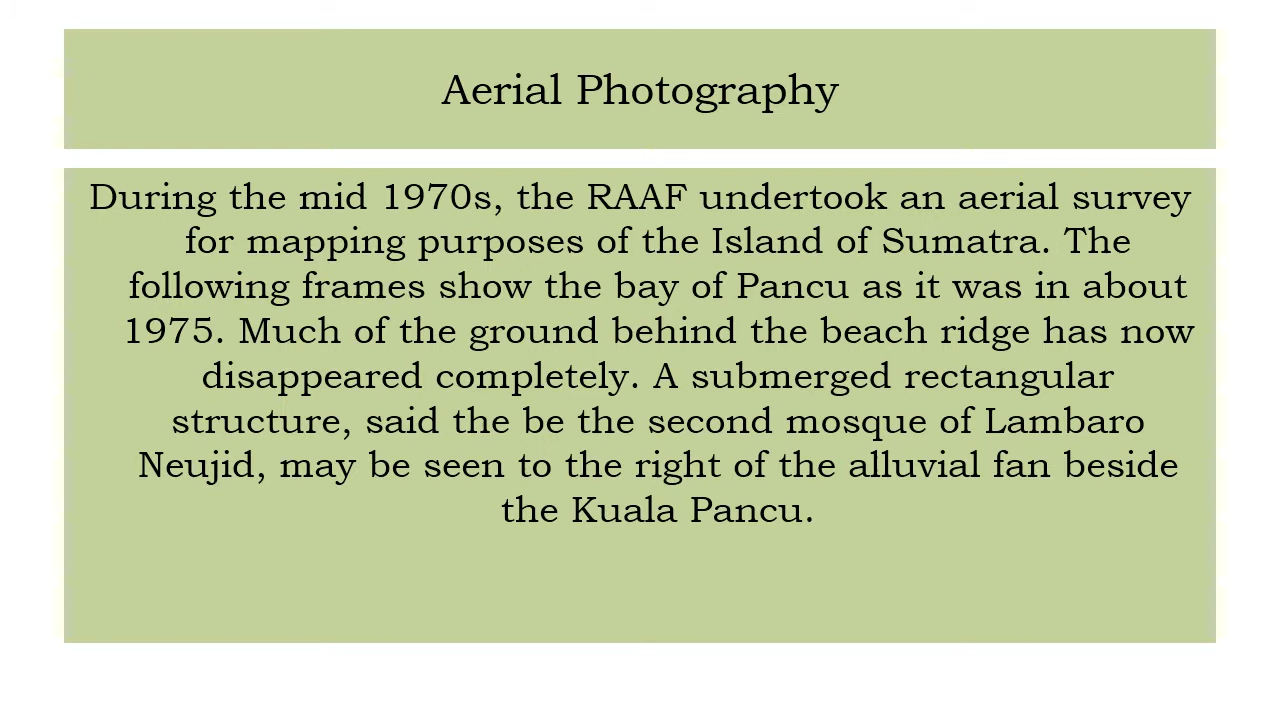 Aerial Photography
During the mid 1970s, the RAAF undertook an aerial survey
for mapping purposes of the Island of Sumatra. The
following frames show the bay of Pancu as it was in about
1975. Much of the ground behind the beach ridge has now
disappeared completely. A submerged rectangular
structure, said the be the second mosque of Lambaro
Neujid, may be seen to the right of the alluvial fan beside
the Kuala Pancu.